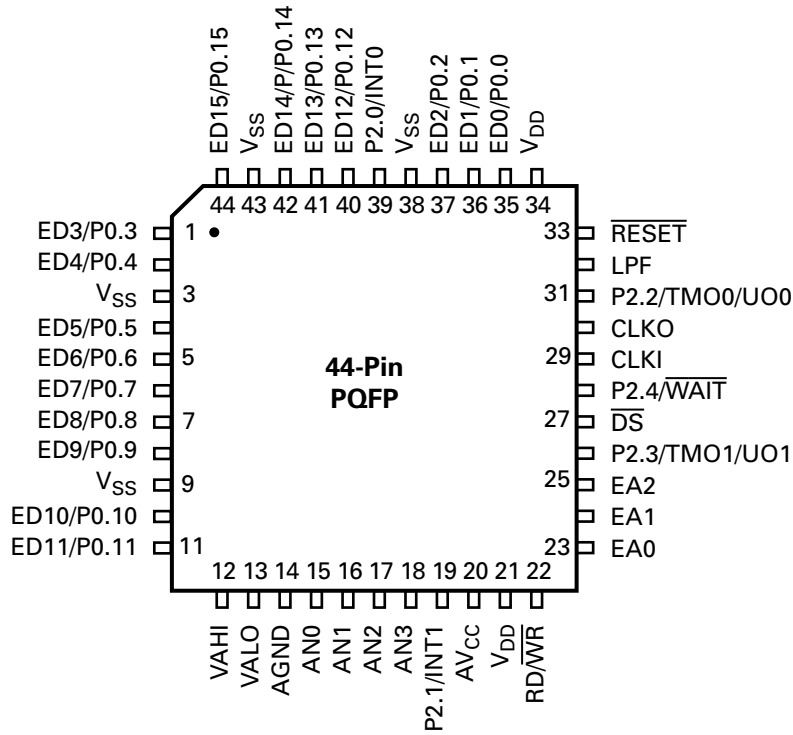 ED15/P0.15
VSS
ED14/P/P0.14
ED13/P0.13
ED12/P0.12
P2.0/INT0
VSS
ED2/P0.2
ED1/P0.1
ED0/P0.0
VDD
44 43 42 41 40 39 38 37 36 35 34
ED3/P0.3 1
ED4/P0.4
VSS 3
ED5/P0.5
ED6/P0.6 5
ED7/P0.7
ED8/P0.8 7
ED9/P0.9
VSS 9
ED10/P0.10
ED11/P0.11 11
44-Pin
PQFP
33 RESET
LPF
31 P2.2/TMO0/UO0
CLKO
29 CLKI
P2.4/WAIT
27 DS
P2.3/TMO1/UO1
25 EA2
EA1
23 EA0
12 13 14 15 16 17 18 19 20 21 22
VAHI
VALO
AGND
AN0
AN1
AN2
AN3
P2.1/INT1
AVCC
VDD
RD/WR